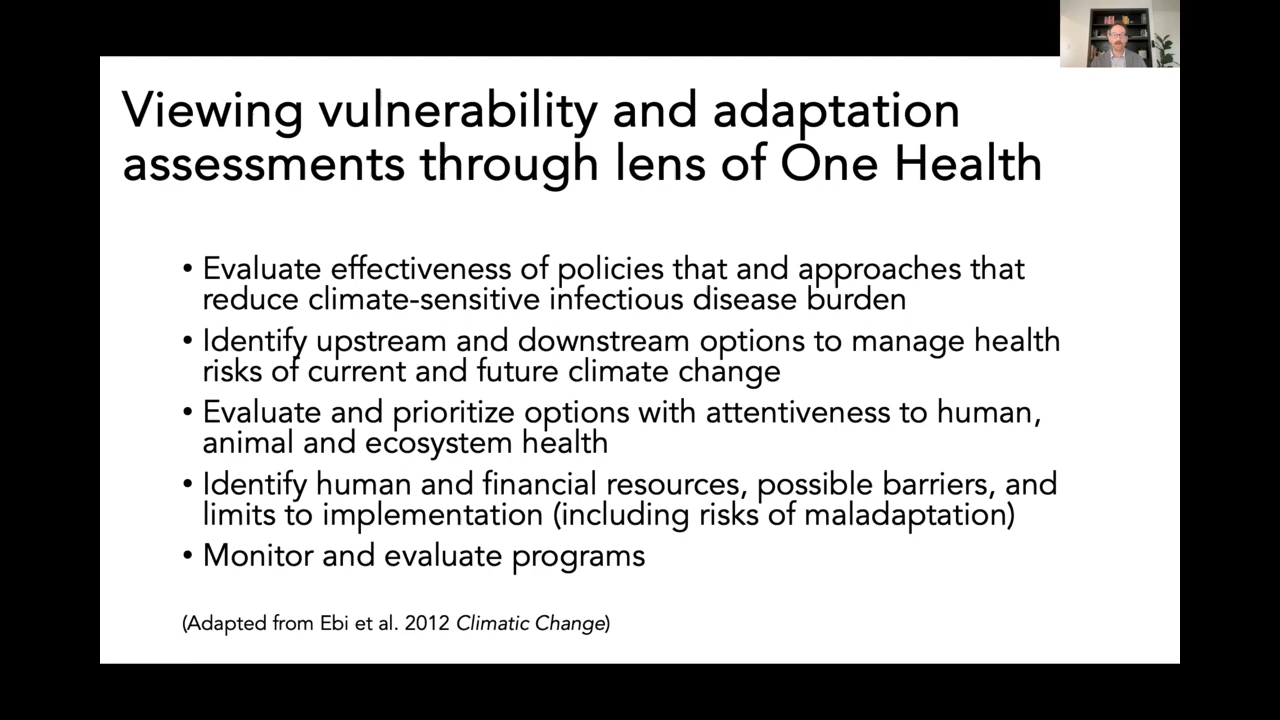 Viewing vulnerability and adaptation
assessments through lens of One Health
• Evaluate effectiveness of policies that and approaches that
reduce climate-sensitive infectious disease burden
• Identify upstream and downstream options to manage health
risks of current and future climate change
• Evaluate and prioritize options with attentiveness to human,
animal and ecosystem health
• Identify human and financial resources, possible barriers, and
limits to implementation (including risks of maladaptation)
• Monitor and evaluate programs
(Adapted from Ebi et al. 2012 Climatic Change)